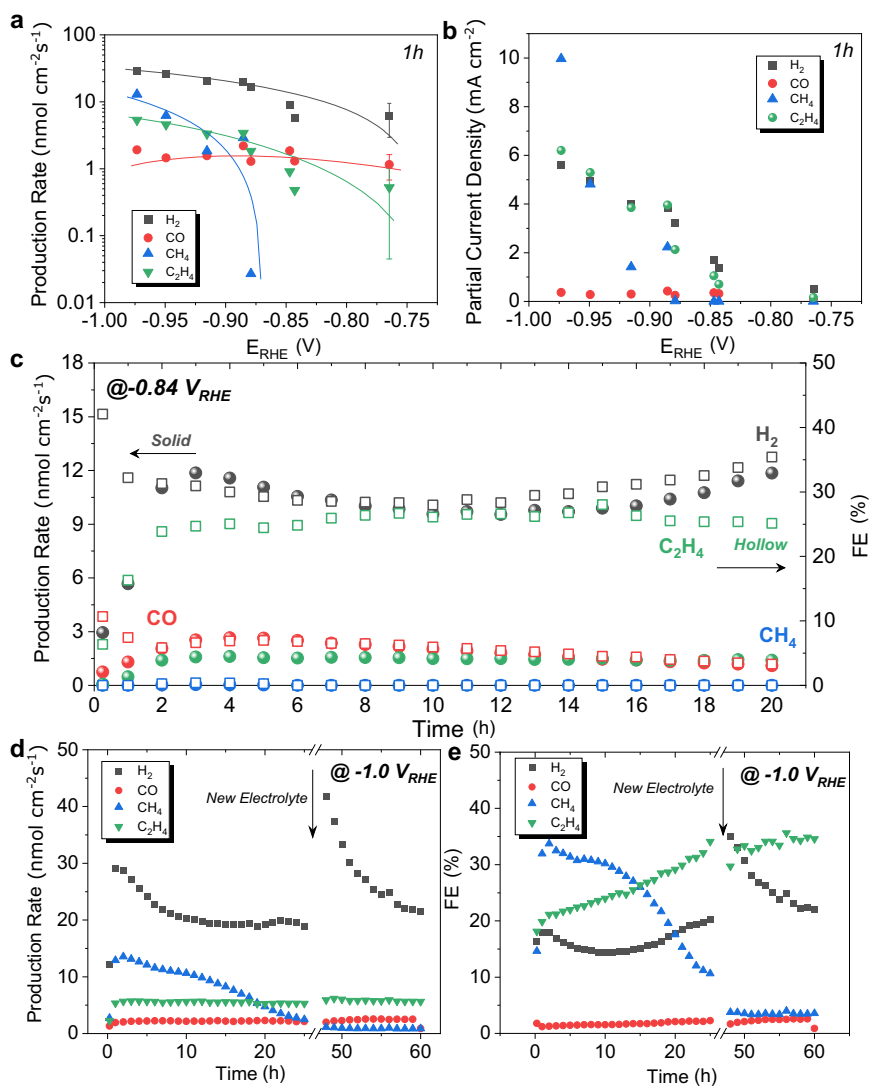 a
1h
Production Rate (nmol cm⁻²s⁻¹)
100
10
1
0.1
0.01
H₂
CO
CH₄
C₂H₄
-1.00 -0.95 -0.90 -0.85 -0.80 -0.75
E_RHE (V)
b
1h
Partial Current Density (mA cm⁻²)
10
8
6
4
2
0
H₂
CO
CH₄
C₂H₄
-1.00 -0.95 -0.90 -0.85 -0.80 -0.75
E_RHE (V)
c
@-0.84 V_RHE
Production Rate (nmol cm⁻²s⁻¹)
18
15
12
9
6
3
0
Solid
H₂
C₂H₄
Hollow
CO
CH₄
50
40
30
20
10
0
FE (%)
0 2 4 6 8 10 12 14 16 18 20
Time (h)
d
@ -1.0 V_RHE
Production Rate (nmol cm⁻²s⁻¹)
50
40
30
20
10
0
H₂
CO
CH₄
C₂H₄
New Electrolyte
0 10 20 50 60
Time (h)
e
@ -1.0 V_RHE
FE (%)
50
40
30
20
10
0
H₂
CO
CH₄
C₂H₄
New Electrolyte
0 10 20 50 60
Time (h)